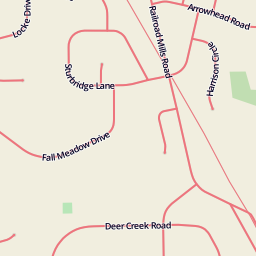 Locke Drive
Arrowhead Road
Railroad Mills Road
Harrison Circle
Sturbridge Lane
Fall Meadow Drive
Deer Creek Road